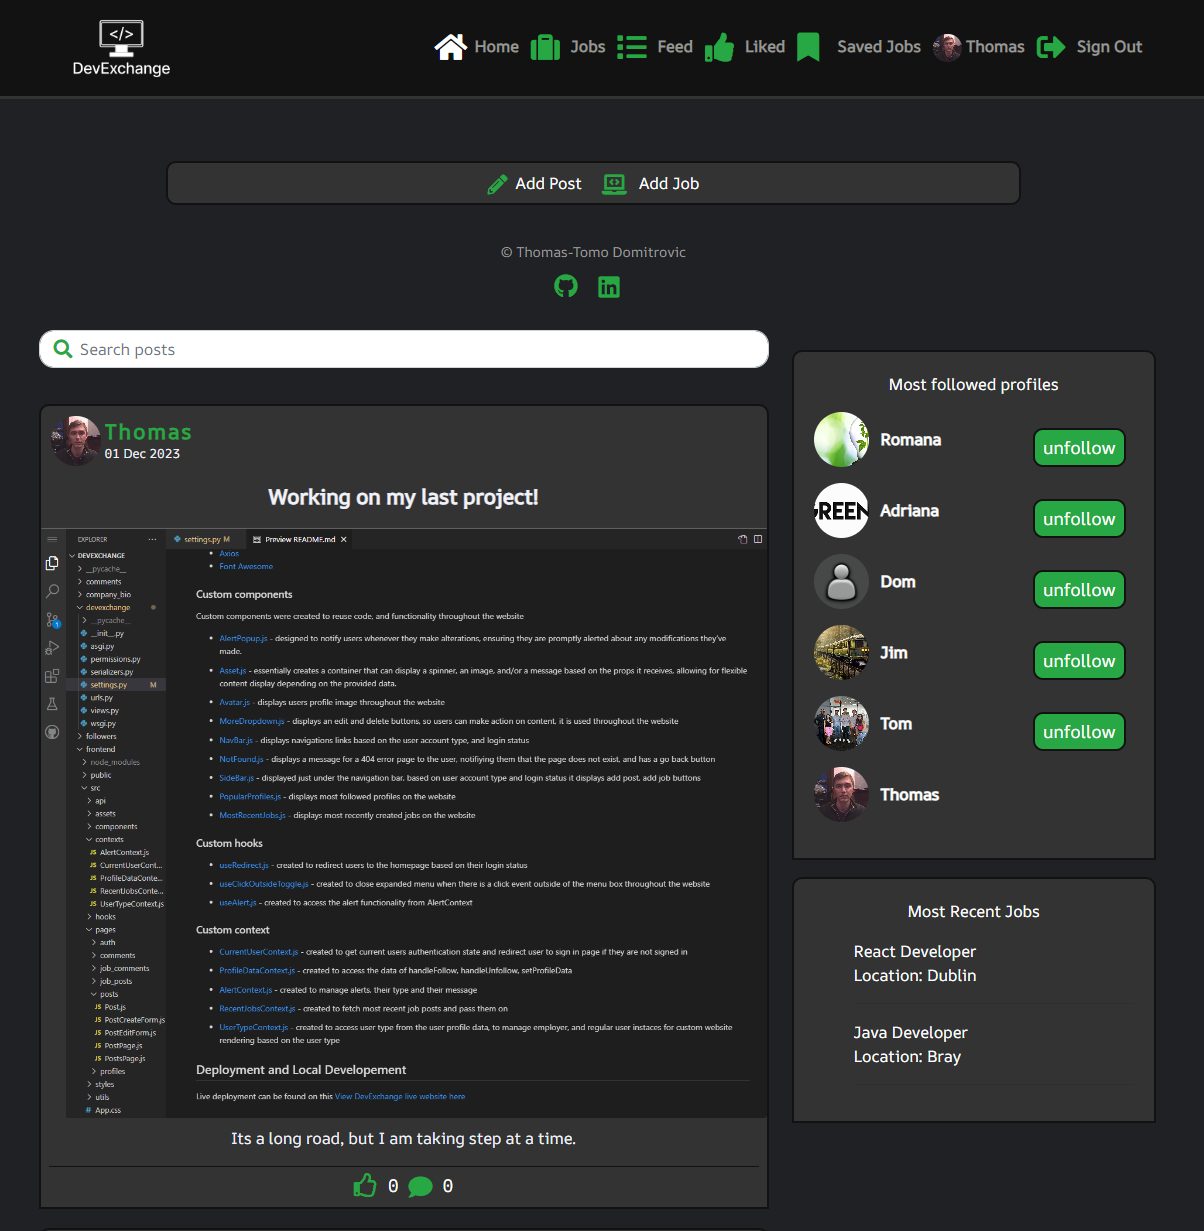 </>
DevExchange
Home Jobs Feed Liked Saved Jobs Thomas Sign Out
Add Post Add Job
© Thomas-Tomo Domitrovic
Search posts
Thomas
01 Dec 2023
Working on my last project!
EXPLORER
DEVEXCHANGE
__pycache__
comments
company_bio
devexchange
__pycache__
__init__.py
asgi.py
permissions.py
serializers.py
settings.py M
urls.py
views.py
wsgi.py
followers
frontend
node_modules
public
src
api
assets
components
contexts
JS AlertContext.js
JS CurrentUserCont...
JS ProfileDataConte...
JS RecentJobsConte...
JS UserTypeContext.js
hooks
pages
auth
comments
job_comments
job_posts
posts
JS Post.js
JS PostCreateForm.js
JS PostEditForm.js
JS PostPage.js
JS PostsPage.js
profiles
styles
utils
# App.css
settings.py M Preview README.md
Axios
Font Awesome
Custom components
Custom components were created to reuse code, and functionality throughout the website
AlertPopup.js - designed to notify users whenever they make alterations, ensuring they are promptly alerted about any modifications they've
made.
Asset.js - essentially creates a container that can display a spinner, an image, and/or a message based on the props it receives, allowing for flexible
content display depending on the provided data.
Avatar.js - displays users profile image throughout the website
MoreDropdown.js - displays an edit and delete buttons, so users can make action on content, it is used throughout the website
NavBar.js - displays navigations links based on the user account type, and login status
NotFound.js - displays a message for a 404 error page to the user, notifiying them that the page does not exist, and has a go back button
SideBar.js - displayed just under the navigation bar, based on user account type and login status it displays add post, add job buttons
PopularProfiles.js - displays most followed profiles on the website
MostRecentJobs.js - displays most recently created jobs on the website
Custom hooks
useRedirect.js - created to redirect users to the homepage based on their login status
useClickOutsideToggle.js - created to close expanded menu when there is a click event outside of the menu box throughout the website
useAlert.js - created to access the alert functionality from AlertContext
Custom context
CurrentUserContext.js - created to get current users authentication state and redirect user to sign in page if they are not signed in
ProfileDataContext.js - created to access the data of handleFollow, handleUnfollow, setProfileData
AlertContext.js - created to manage alerts, their type and their message
RecentJobsContext.js - created to fetch most recent job posts and pass them on
UserTypeContext.js - created to access user type from the user profile data, to manage employer, and regular user instaces for custom website
rendering based on the user type
Deployment and Local Developement
Live deployment can be found on this View DevExchange live website here
Its a long road, but I am taking step at a time.
0 0
Most followed profiles
Romana unfollow
GREEN
Adriana unfollow
Dom unfollow
Jim unfollow
Tom unfollow
Thomas
Most Recent Jobs
React Developer
Location: Dublin
Java Developer
Location: Bray